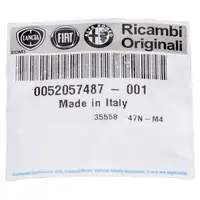 LANCIA
FIAT
Ricambi
Originali
0052057487 - 001
Made in Italy
35558 47N-M4